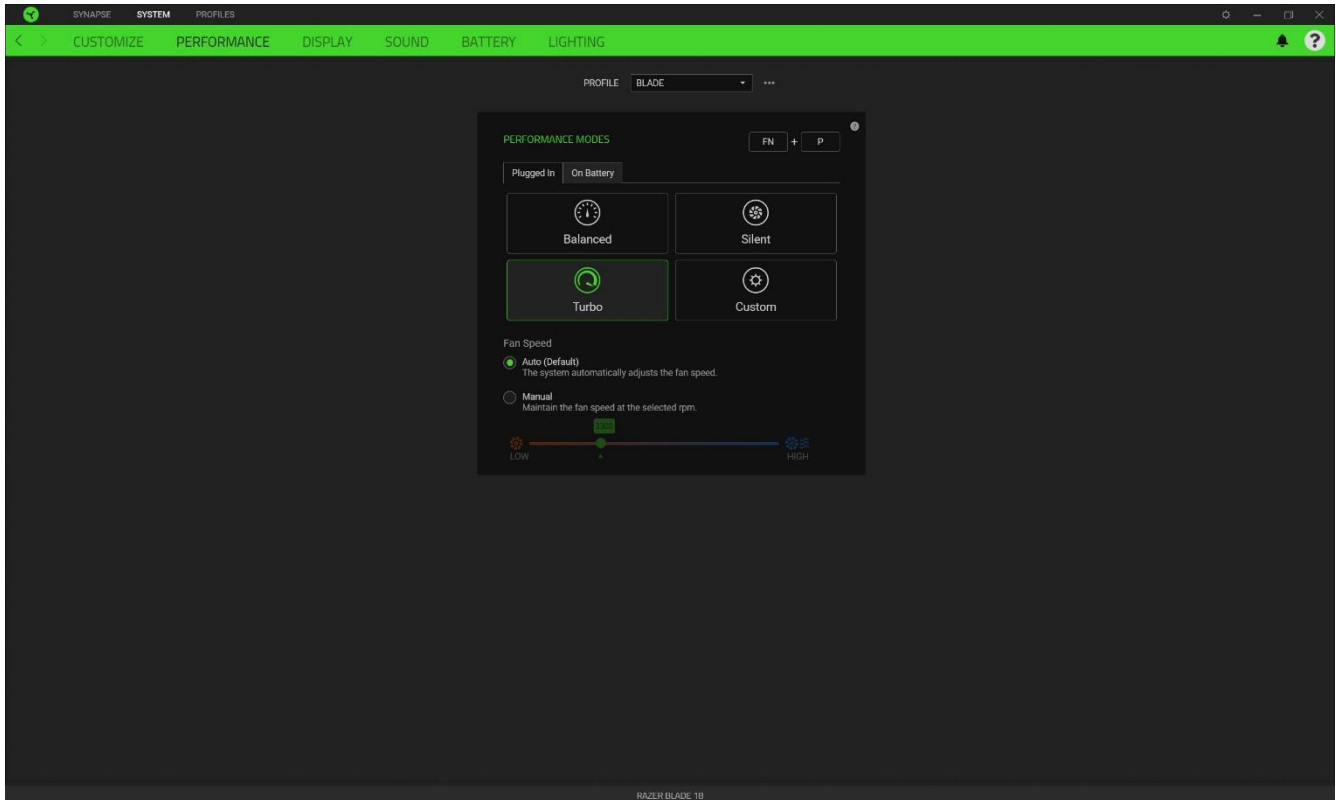 SYNAPSE SYSTEM PROFILES
CUSTOMIZE PERFORMANCE DISPLAY SOUND BATTERY LIGHTING ?
PROFILE BLADE
PERFORMANCE MODES FN + P
Plugged In On Battery
Balanced Silent
Turbo Custom
Fan Speed
Auto (Default)
The system automatically adjusts the fan speed.
Manual
Maintain the fan speed at the selected rpm.
LOW HIGH
RAZER BLADE 18